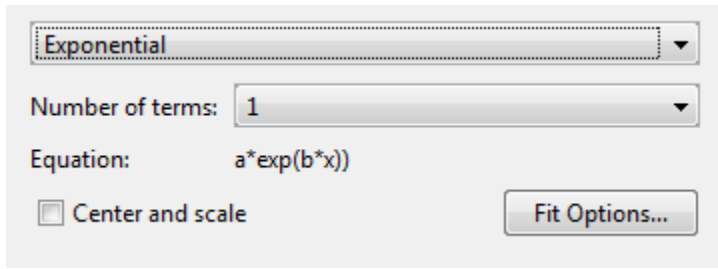 Exponential
Number of terms: 1
Equation: a*exp(b*x))
Center and scale Fit Options...